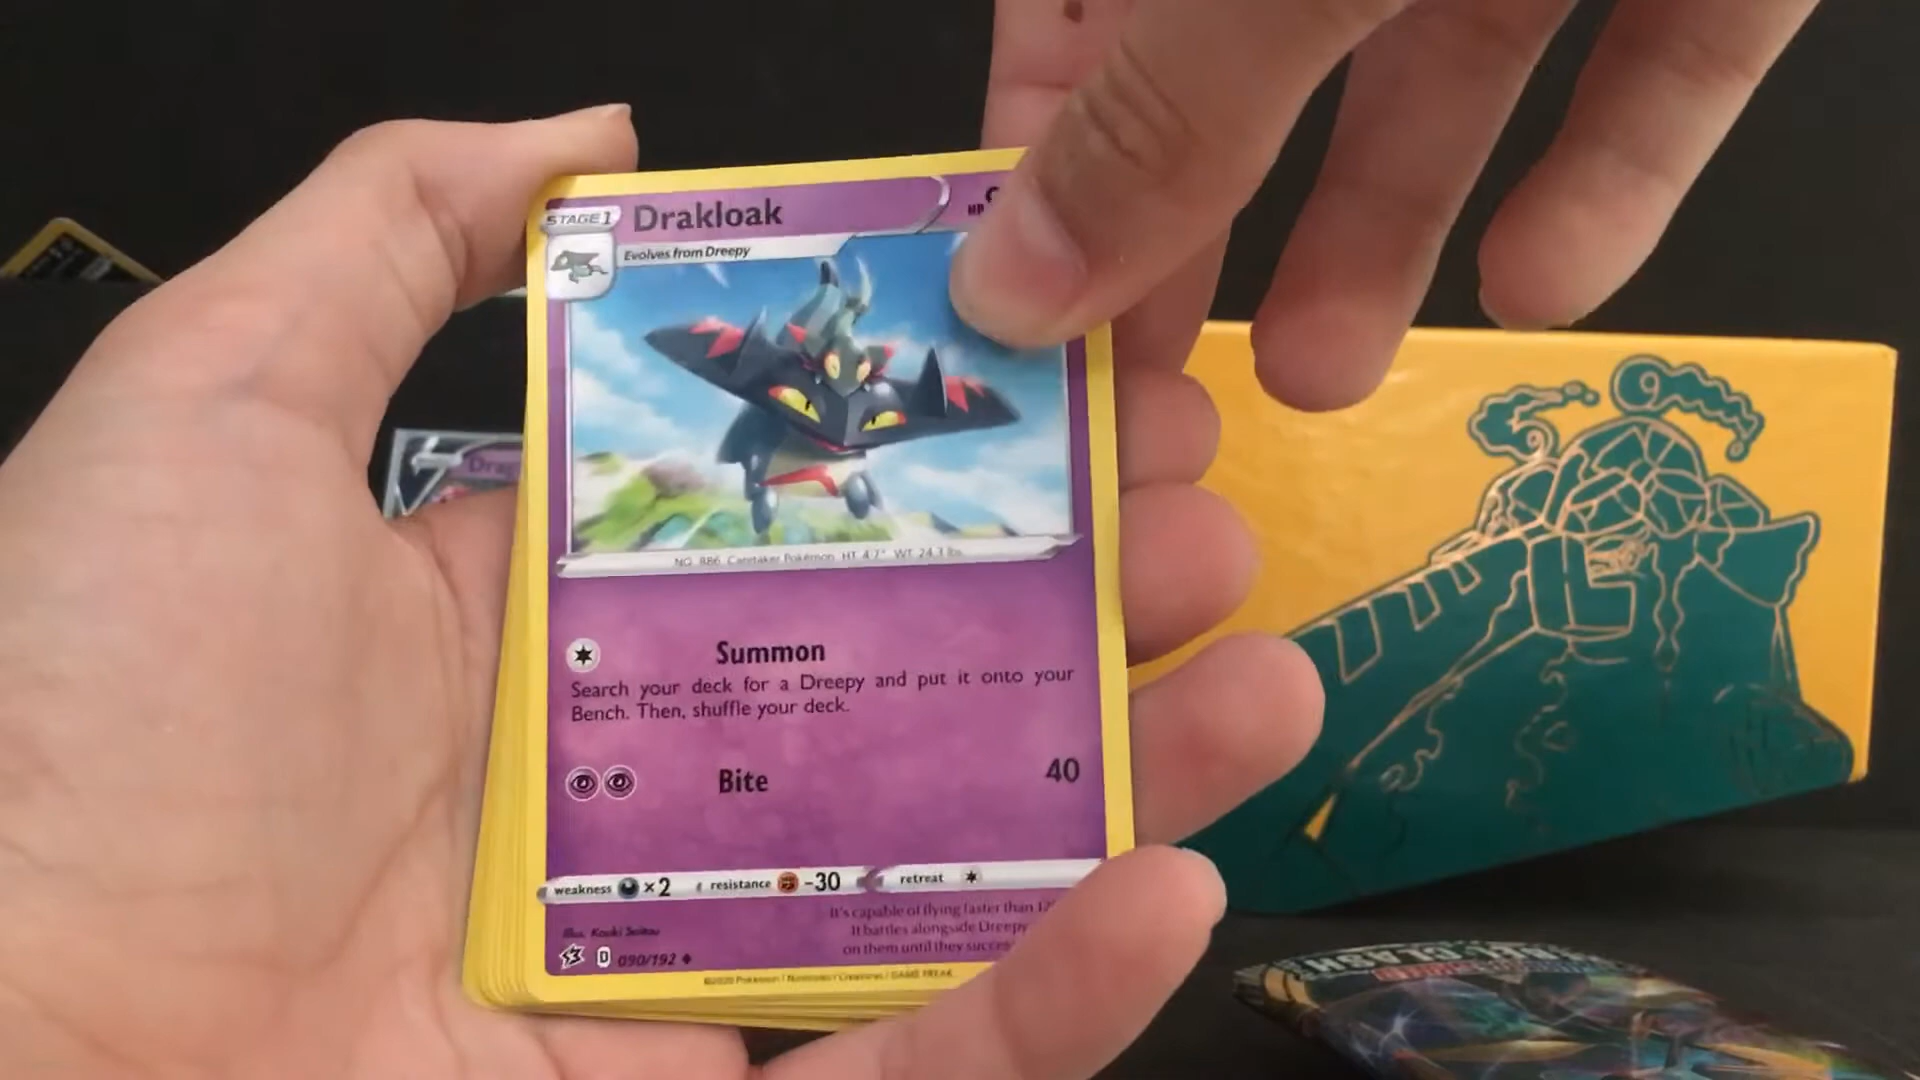 STAGE 1 Drakloak HP
Evolves from Dreepy
Drag
NO. 886 Caretaker Pokémon HT 4'7" WT 24.3 lbs.
Summon
Search your deck for a Dreepy and put it onto your
Bench. Then, shuffle your deck.
Bite 40
weakness ×2 resistance -30 retreat
It's capable of flying faster than
It battles alongside Dreepy
on them until they
Illus. Kouki Saitou
D 090/192
©2020 Pokémon / Nintendo / Creatures / GAME FREAK
CLASH